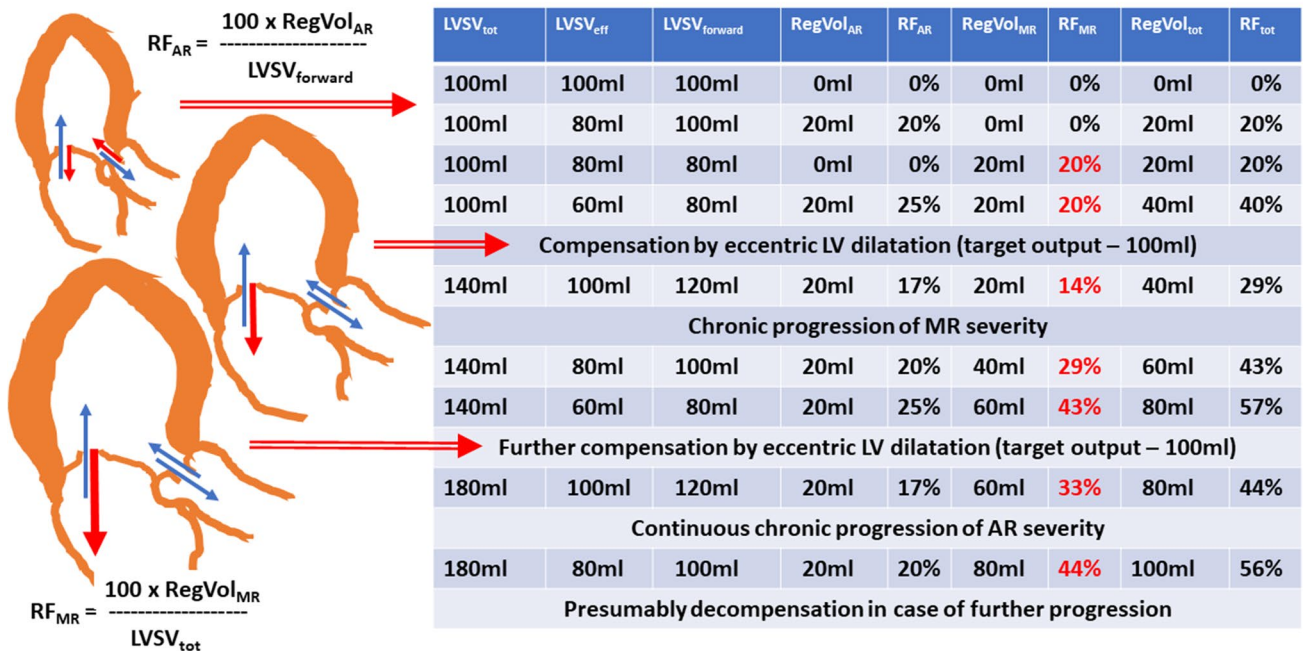 RF_AR = 100 x RegVol_AR
---------------------
LVSV_forward
LVSV_tot LVSV_eff LVSV_forward RegVol_AR RF_AR RegVol_MR RF_MR RegVol_tot RF_tot
100ml 100ml 100ml 0ml 0% 0ml 0% 0ml 0%
100ml 80ml 100ml 20ml 20% 0ml 0% 20ml 20%
100ml 80ml 80ml 0ml 0% 20ml 20% 20ml 20%
100ml 60ml 80ml 20ml 25% 20ml 20% 40ml 40%
Compensation by eccentric LV dilatation (target output – 100ml)
140ml 100ml 120ml 20ml 17% 20ml 14% 40ml 29%
Chronic progression of MR severity
140ml 80ml 100ml 20ml 20% 40ml 29% 60ml 43%
140ml 60ml 80ml 20ml 25% 60ml 43% 80ml 57%
Further compensation by eccentric LV dilatation (target output – 100ml)
180ml 100ml 120ml 20ml 17% 60ml 33% 80ml 44%
Continuous chronic progression of AR severity
180ml 80ml 100ml 20ml 20% 80ml 44% 100ml 56%
Presumably decompensation in case of further progression
RF_MR = 100 x RegVol_MR
--------------------
LVSV_tot